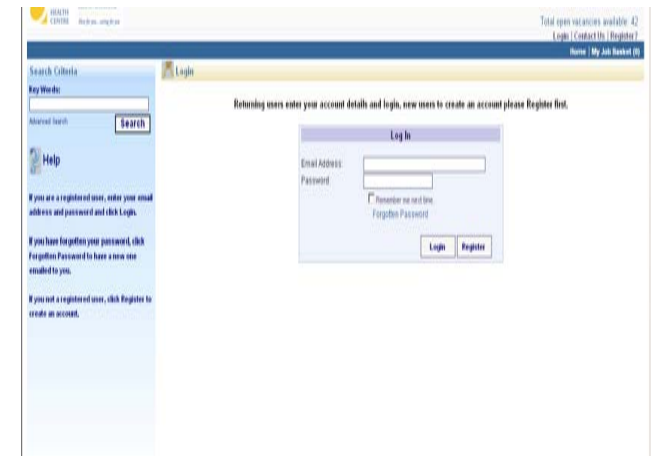 HEALTH
CENTRE
Total open vacancies available 42
Login | Contact Us | Register?
Home | My Job Basket (0)
Search Criteria
Login
Key Words:
Returning users enter your account details and login, new users to create an account please Register first.
Advanced Search
Search
Log In
Help
Email Address:
Password
Remember me next time.
Forgotten Password
Login Register
If you are a registered user, enter your email
address and password and click Login.
If you have forgotten your password, click
Forgotten Password to have a new one
emailed to you.
If you not a registered user, click Register to
create an account.